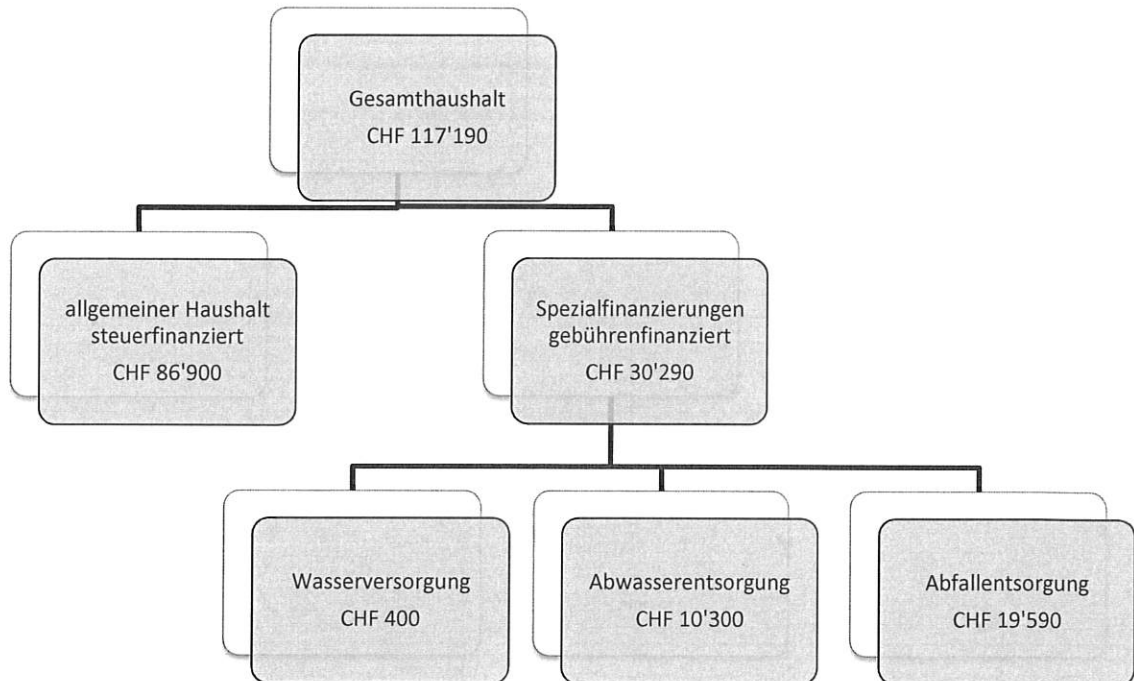 Gesamthaushalt
CHF 117'190
allgemeiner Haushalt
steuerfinanziert
CHF 86'900
Spezialfinanzierungen
gebührenfinanziert
CHF 30'290
Wasserversorgung
CHF 400
Abwasserentsorgung
CHF 10'300
Abfallentsorgung
CHF 19'590